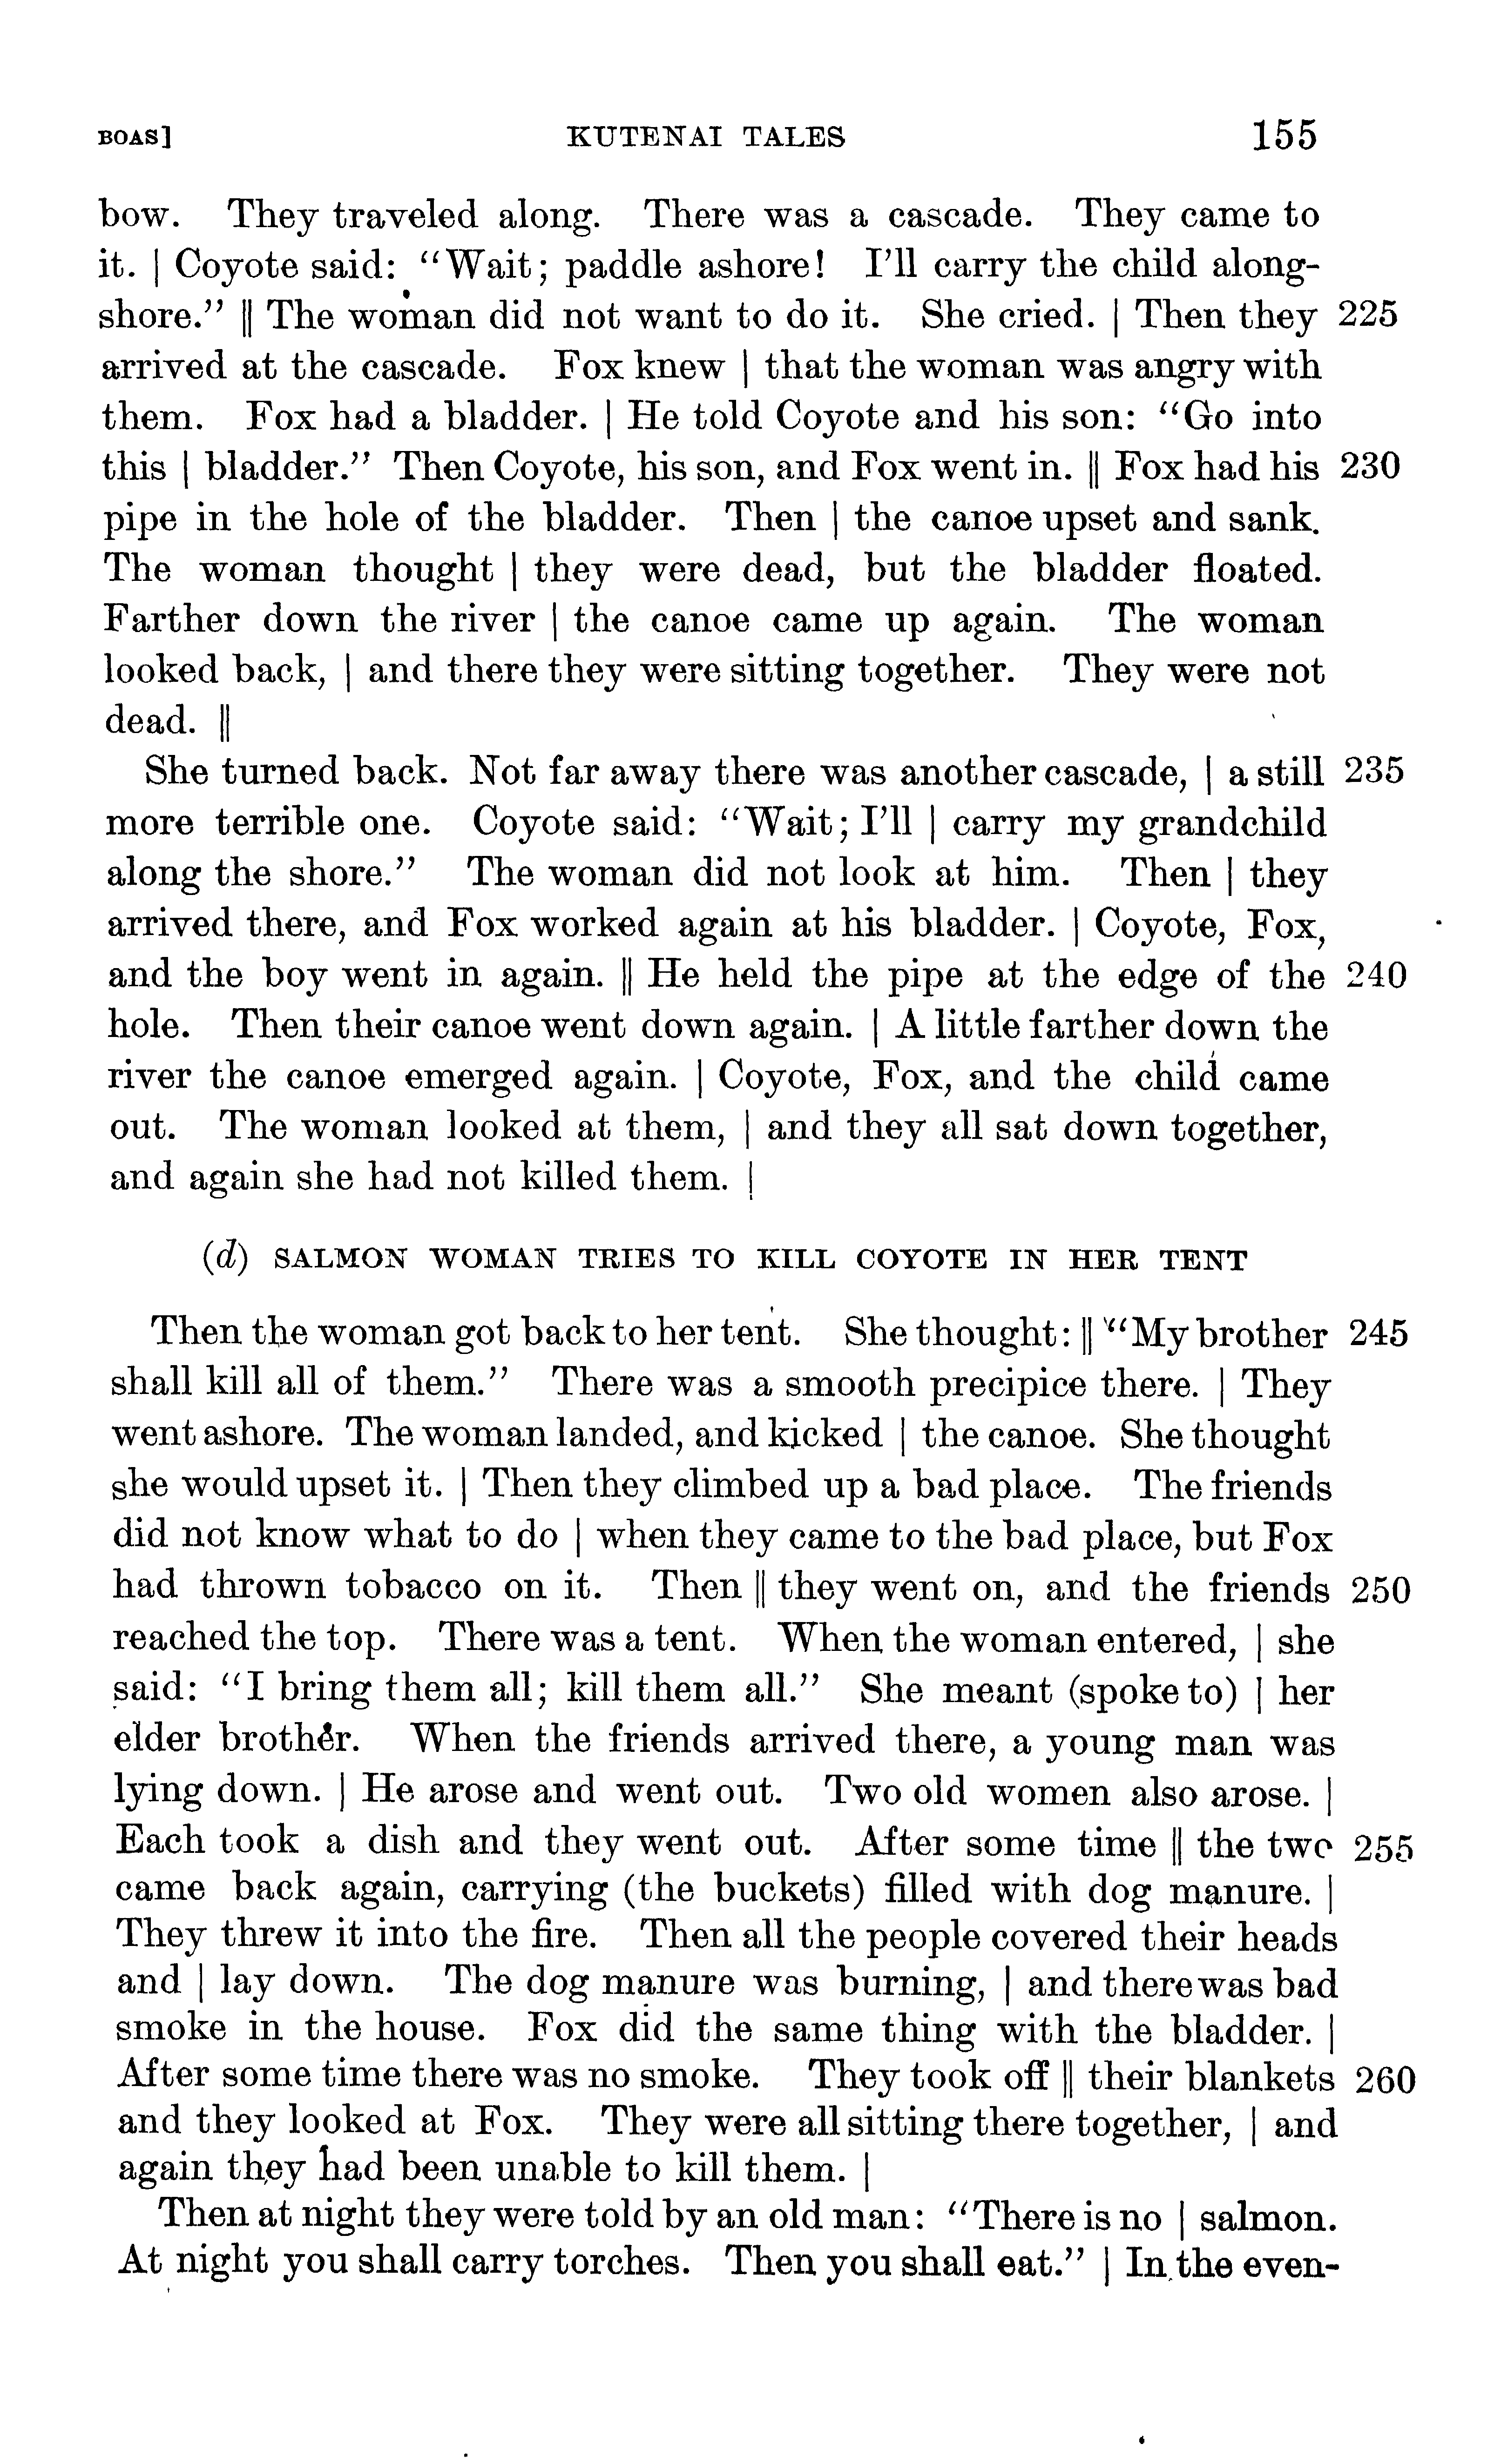 BOAS] KUTENAI TALES 155
bow. They traveled along. There was a cascade. They came to
it. | Coyote said: “Wait; paddle ashore! I’ll carry the child along-
shore.” || The woman did not want to do it. She cried. | Then they 225
arrived at the cascade. Fox knew | that the woman was angry with
them. Fox had a bladder. | He told Coyote and his son: “Go into
this | bladder.” Then Coyote, his son, and Fox went in. || Fox had his 230
pipe in the hole of the bladder. Then | the canoe upset and sank.
The woman thought | they were dead, but the bladder floated.
Farther down the river | the canoe came up again. The woman
looked back, | and there they were sitting together. They were not
dead. ||
She turned back. Not far away there was another cascade, | a still 235
more terrible one. Coyote said: “Wait; I’ll | carry my grandchild
along the shore.” The woman did not look at him. Then | they
arrived there, and Fox worked again at his bladder. | Coyote, Fox,
and the boy went in again. || He held the pipe at the edge of the 240
hole. Then their canoe went down again. | A little farther down the
river the canoe emerged again. | Coyote, Fox, and the child came
out. The woman looked at them, | and they all sat down together,
and again she had not killed them. |
(d) SALMON WOMAN TRIES TO KILL COYOTE IN HER TENT
Then the woman got back to her tent. She thought: || “My brother 245
shall kill all of them.” There was a smooth precipice there. | They
went ashore. The woman landed, and kicked | the canoe. She thought
she would upset it. | Then they climbed up a bad place. The friends
did not know what to do | when they came to the bad place, but Fox
had thrown tobacco on it. Then || they went on, and the friends 250
reached the top. There was a tent. When the woman entered, | she
said: “I bring them all; kill them all.” She meant (spoke to) | her
elder brother. When the friends arrived there, a young man was
lying down. | He arose and went out. Two old women also arose. |
Each took a dish and they went out. After some time || the two 255
came back again, carrying (the buckets) filled with dog manure. |
They threw it into the fire. Then all the people covered their heads
and | lay down. The dog manure was burning, | and there was bad
smoke in the house. Fox did the same thing with the bladder. |
After some time there was no smoke. They took off || their blankets 260
and they looked at Fox. They were all sitting there together, | and
again they had been unable to kill them. |
Then at night they were told by an old man: “There is no | salmon.
At night you shall carry torches. Then you shall eat.” | In the even-